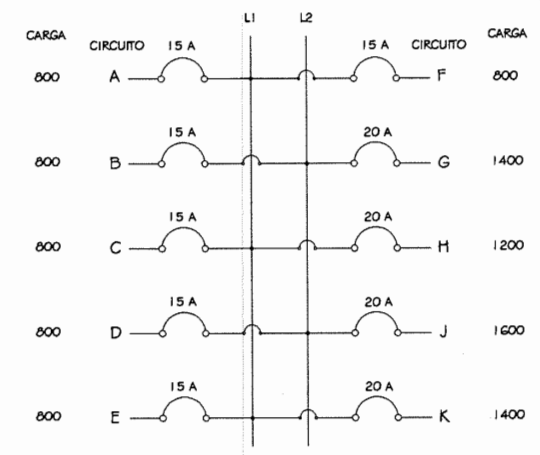 L1 L2
CARGA CIRCUITO 15 A 15 A CIRCUITO CARGA
800 A F 800
15 A 20 A
800 B G 1400
15 A 20 A
800 C H 1200
15 A 20 A
800 D J 1600
15 A 20 A
800 E K 1400